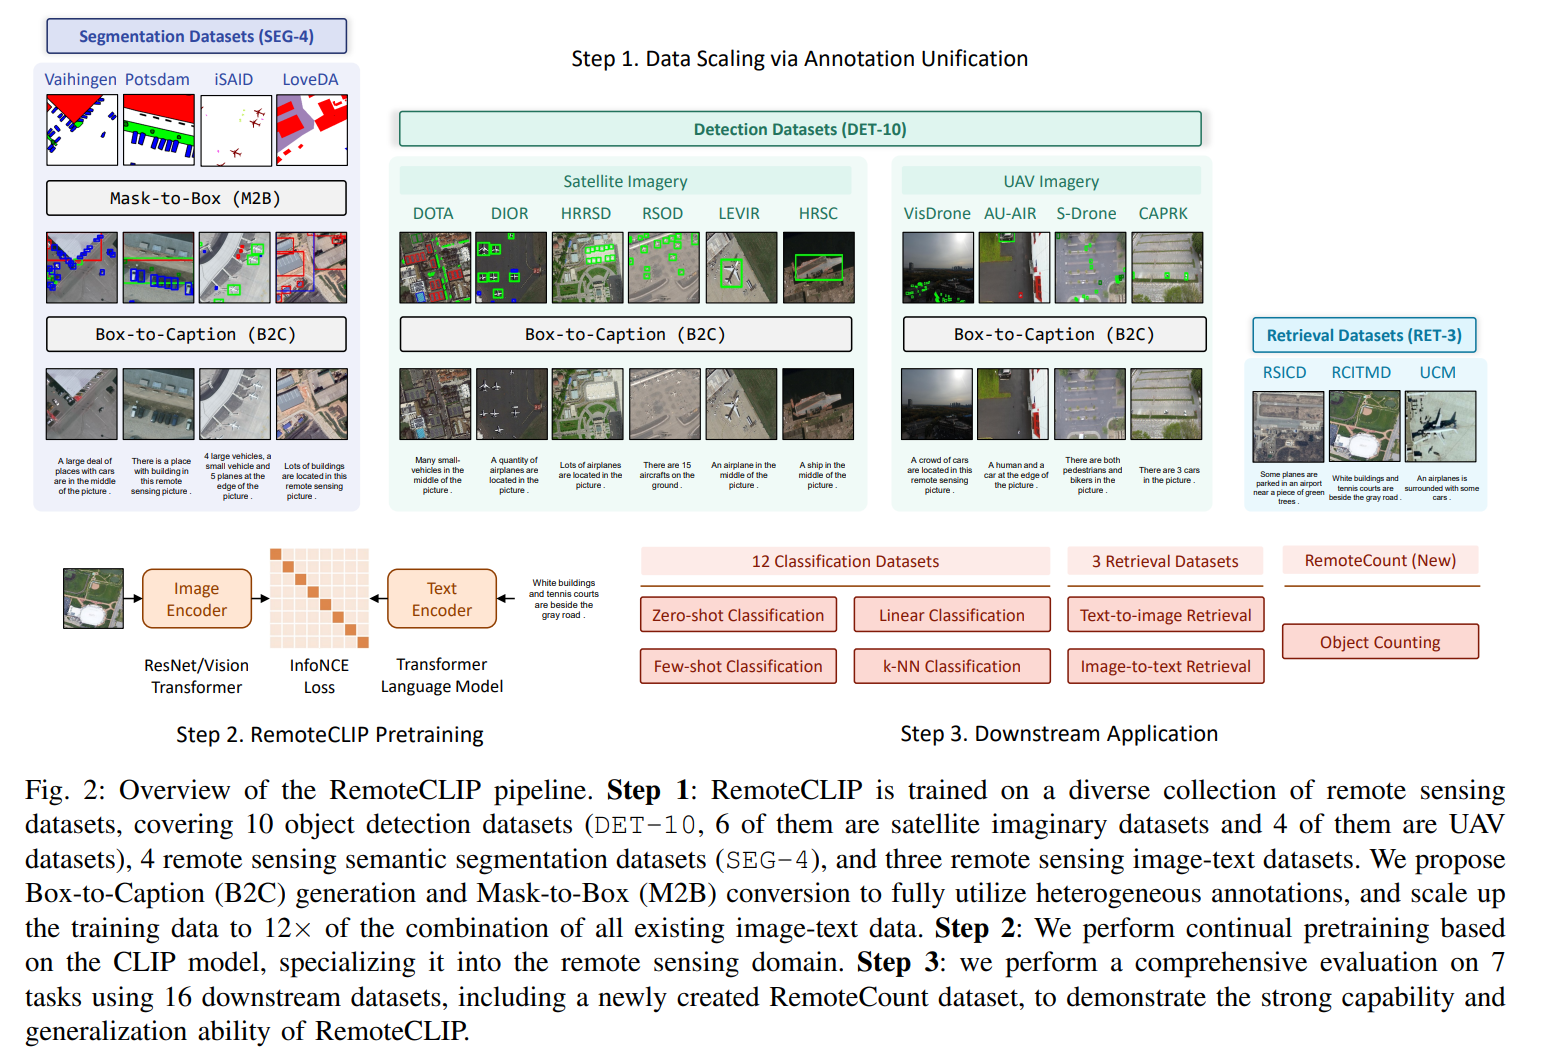 Segmentation Datasets (SEG-4)
Step 1. Data Scaling via Annotation Unification
Vaihingen Potsdam iSAID LoveDA
Mask-to-Box (M2B)
Box-to-Caption (B2C)
A large deal of
places with cars
are in the middle
of the picture .
There is a place
with building in
this remote
sensing picture .
4 large vehicles, a
small vehicle and
5 planes at the
edge of the
picture .
Lots of buildings
are located in this
remote sensing
picture .
Detection Datasets (DET-10)
Satellite Imagery
DOTA DIOR HRRSD RSOD LEVIR HRSC
Box-to-Caption (B2C)
Many small-
vehicles in the
middle of the
picture .
A quantity of
airplanes are
located in the
picture .
Lots of airplanes
are located in the
picture .
There are 15
aircrafts on the
ground .
An airplane in the
middle of the
picture .
A ship in the
middle of the
picture .
UAV Imagery
VisDrone AU-AIR S-Drone CAPRK
Box-to-Caption (B2C)
A crowd of cars
are located in this
remote sensing
picture .
A human and a
car at the edge of
the picture .
There are both
pedestrians and
bikers in the
picture .
There are 3 cars
in the picture .
Retrieval Datasets (RET-3)
RSICD RCITMD UCM
Some planes are
parked in an airport
near a piece of green
trees .
White buildings and
tennis courts are
beside the gray road .
An airplanes is
surrounded with some
cars .
Image
Encoder
Text
Encoder
White buildings
and tennis courts
are beside the
gray road .
ResNet/Vision
Transformer
InfoNCE
Loss
Transformer
Language Model
Step 2. RemoteCLIP Pretraining
12 Classification Datasets
Zero-shot Classification
Linear Classification
Few-shot Classification
k-NN Classification
3 Retrieval Datasets
Text-to-image Retrieval
Image-to-text Retrieval
RemoteCount (New)
Object Counting
Step 3. Downstream Application
Fig. 2: Overview of the RemoteCLIP pipeline. Step 1: RemoteCLIP is trained on a diverse collection of remote sensing
datasets, covering 10 object detection datasets (DET-10, 6 of them are satellite imaginary datasets and 4 of them are UAV
datasets), 4 remote sensing semantic segmentation datasets (SEG-4), and three remote sensing image-text datasets. We propose
Box-to-Caption (B2C) generation and Mask-to-Box (M2B) conversion to fully utilize heterogeneous annotations, and scale up
the training data to 12× of the combination of all existing image-text data. Step 2: We perform continual pretraining based
on the CLIP model, specializing it into the remote sensing domain. Step 3: we perform a comprehensive evaluation on 7
tasks using 16 downstream datasets, including a newly created RemoteCount dataset, to demonstrate the strong capability and
generalization ability of RemoteCLIP.